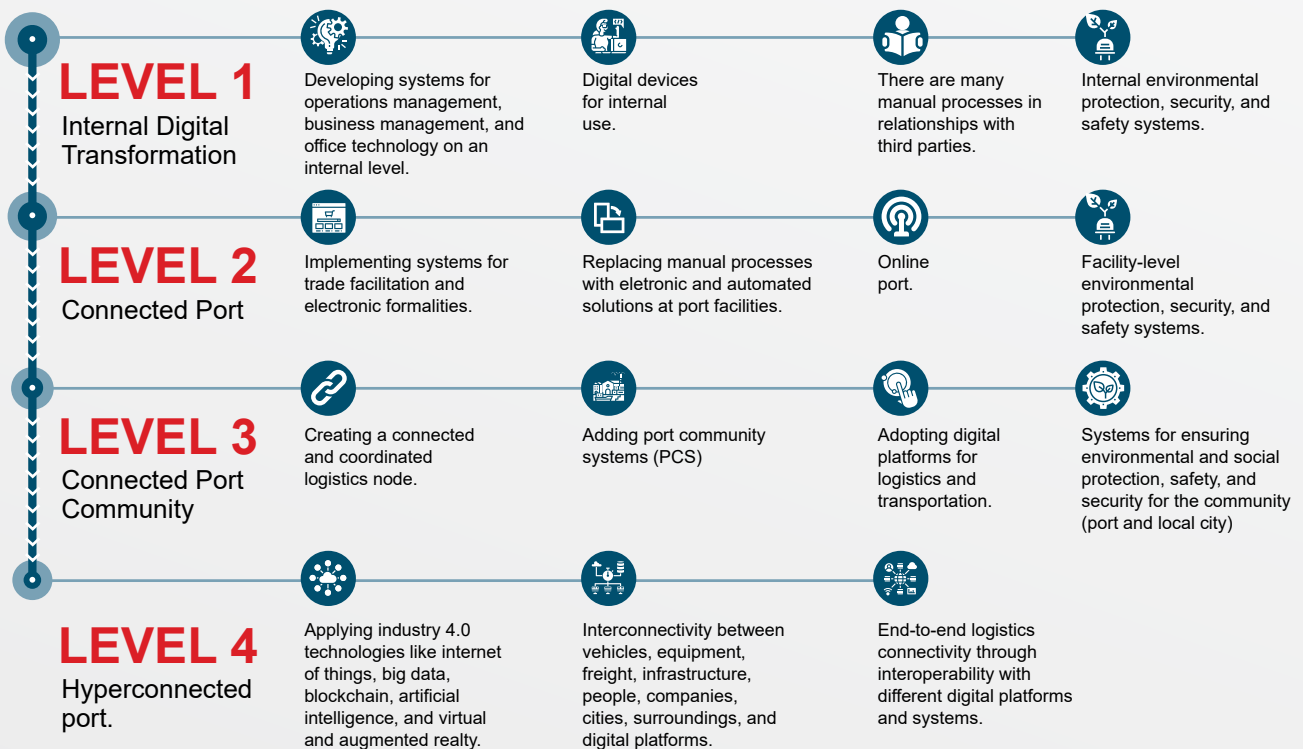 LEVEL 1
Internal Digital
Transformation
Developing systems for
operations management,
business management, and
office technology on an
internal level.
Digital devices
for internal
use.
There are many
manual processes in
relationships with
third parties.
Internal environmental
protection, security, and
safety systems.
LEVEL 2
Connected Port
Implementing systems for
trade facilitation and
electronic formalities.
Replacing manual processes
with eletronic and automated
solutions at port facilities.
Online
port.
Facility-level
environmental
protection, security, and
safety systems.
LEVEL 3
Connected Port
Community
Creating a connected
and coordinated
logistics node.
Adding port community
systems (PCS)
Adopting digital
platforms for
logistics and
transportation.
Systems for ensuring
environmental and social
protection, safety, and
security for the community
(port and local city)
LEVEL 4
Hyperconnected
port.
Applying industry 4.0
technologies like internet
of things, big data,
blockchain, artificial
intelligence, and virtual
and augmented realty.
Interconnectivity between
vehicles, equipment,
freight, infrastructure,
people, companies,
cities, surroundings, and
digital platforms.
End-to-end logistics
connectivity through
interoperability with
different digital platforms
and systems.